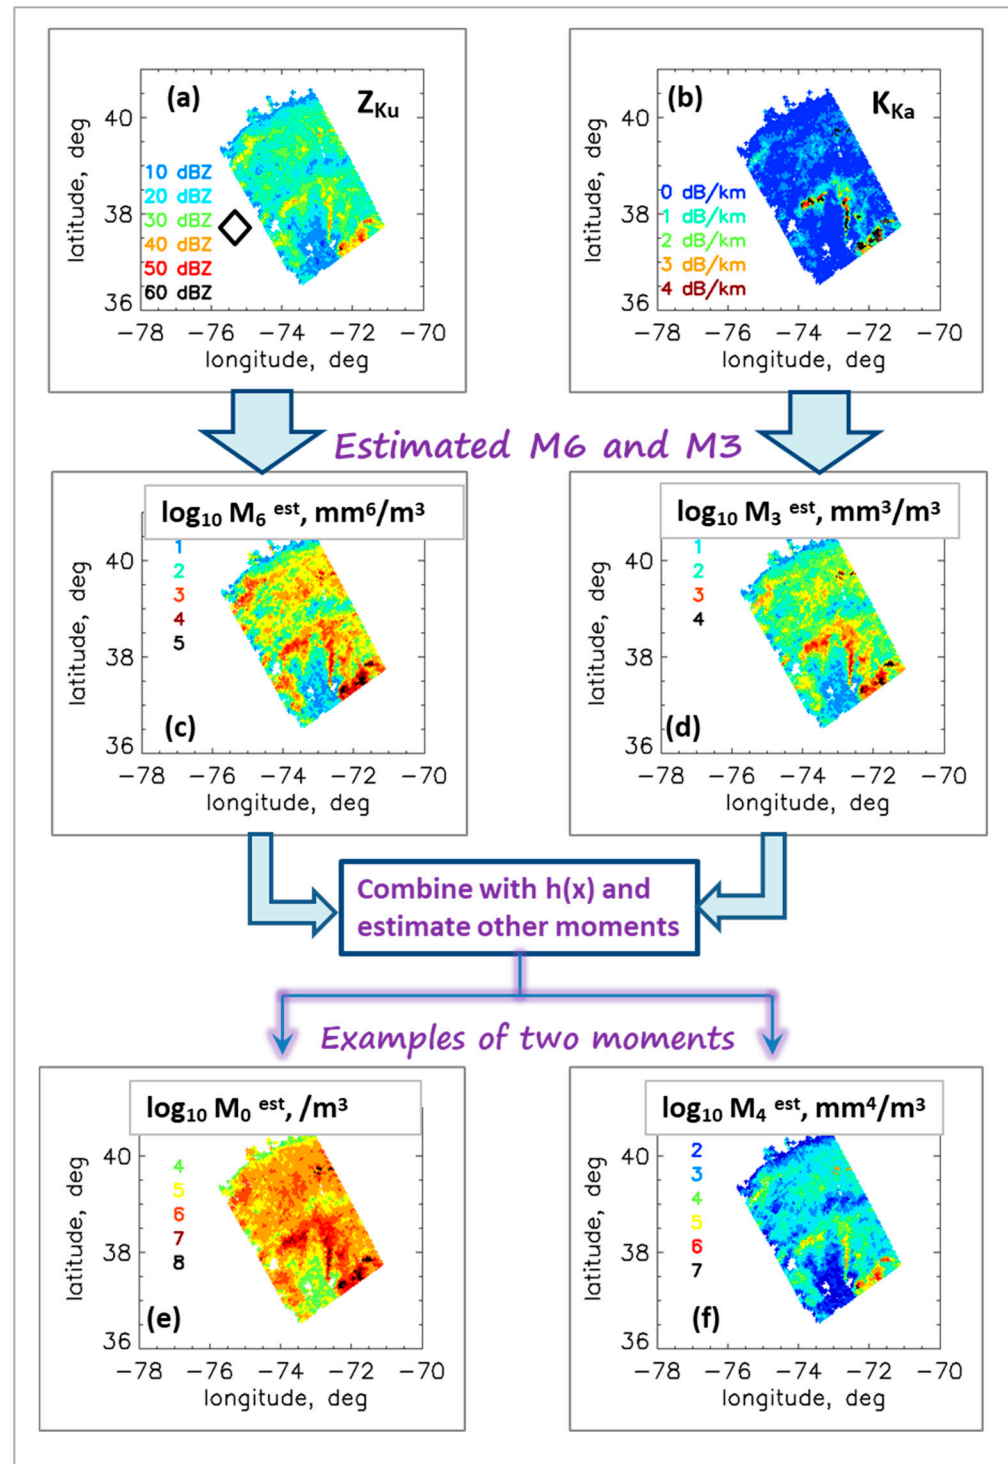 (a) Z_Ku
40
38
36
latitude, deg
10 dBZ
20 dBZ
30 dBZ
40 dBZ
50 dBZ
60 dBZ
−78 −76 −74 −72 −70
longitude, deg
(b) K_Ka
40
38
36
latitude, deg
0 dB/km
1 dB/km
2 dB/km
3 dB/km
4 dB/km
−78 −76 −74 −72 −70
longitude, deg
Estimated M6 and M3
log₁₀ M₆ ᵉˢᵗ, mm⁶/m³
40
38
36
latitude, deg
1
2
3
4
5
(c)
−78 −76 −74 −72 −70
longitude, deg
log₁₀ M₃ ᵉˢᵗ, mm³/m³
40
38
36
latitude, deg
1
2
3
4
(d)
−78 −76 −74 −72 −70
longitude, deg
Combine with h(x) and
estimate other moments
Examples of two moments
log₁₀ M₀ ᵉˢᵗ, /m³
40
38
36
latitude, deg
4
5
6
7
8
(e)
−78 −76 −74 −72 −70
longitude, deg
log₁₀ M₄ ᵉˢᵗ, mm⁴/m³
40
38
36
latitude, deg
2
3
4
5
6
7
(f)
−78 −76 −74 −72 −70
longitude, deg